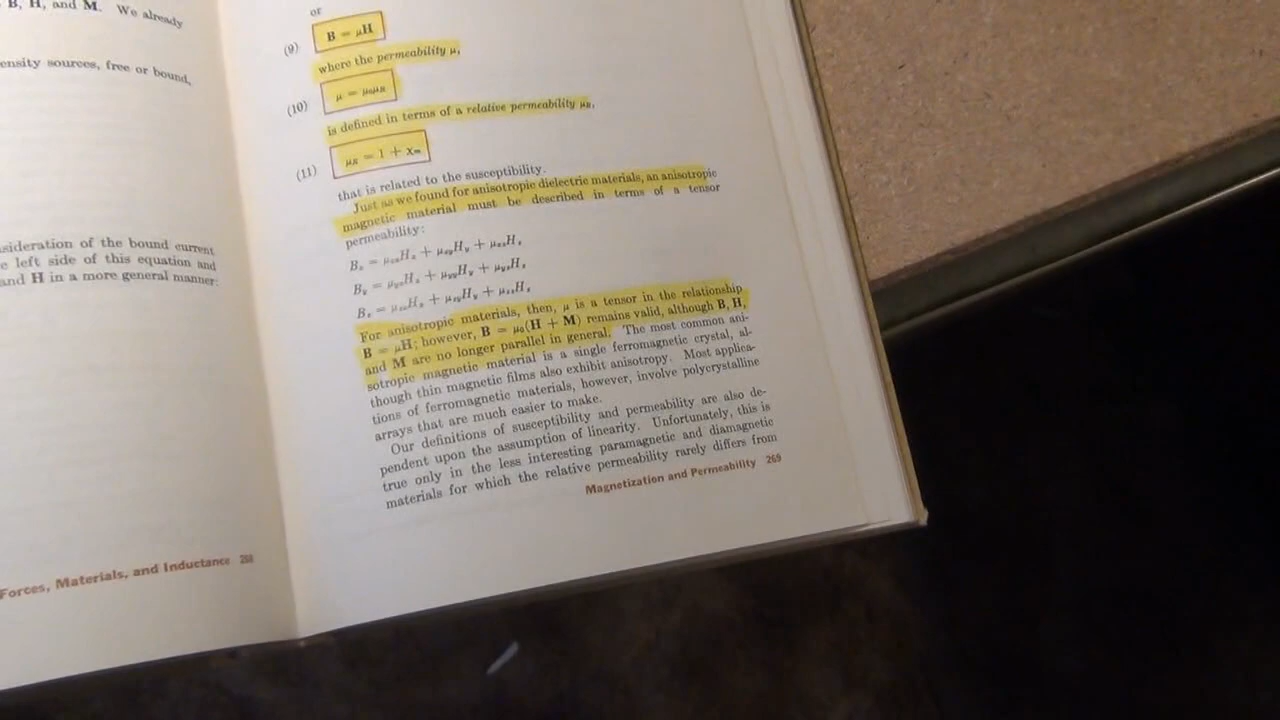 B, H, and M. We already
ensity sources, free or bound,
sideration of the bound current
e left side of this equation and
and H in a more general manner:
Forces, Materials, and Inductance 268
or
(9) B = μH
where the permeability μ,
(10) μ = μ₀μR
is defined in terms of a relative permeability μR,
(11) μR = 1 + χm
that is related to the susceptibility.
Just as we found for anisotropic dielectric materials, an anisotropic
magnetic material must be described in terms of a tensor
permeability:
Bx = μxxHx + μxyHy + μxzHz
By = μyxHx + μyyHy + μyzHz
Bz = μzxHx + μzyHy + μzzHz
For anisotropic materials, then, μ is a tensor in the relationship
B = μH; however, B = μ₀(H + M) remains valid, although B, H,
and M are no longer parallel in general. The most common ani-
sotropic magnetic material is a single ferromagnetic crystal, al-
though thin magnetic films also exhibit anisotropy. Most applica-
tions of ferromagnetic materials, however, involve polycrystalline
arrays that are much easier to make.
Our definitions of susceptibility and permeability are also de-
pendent upon the assumption of linearity. Unfortunately, this is
true only in the less interesting paramagnetic and diamagnetic
materials for which the relative permeability rarely differs from
Magnetization and Permeability 269